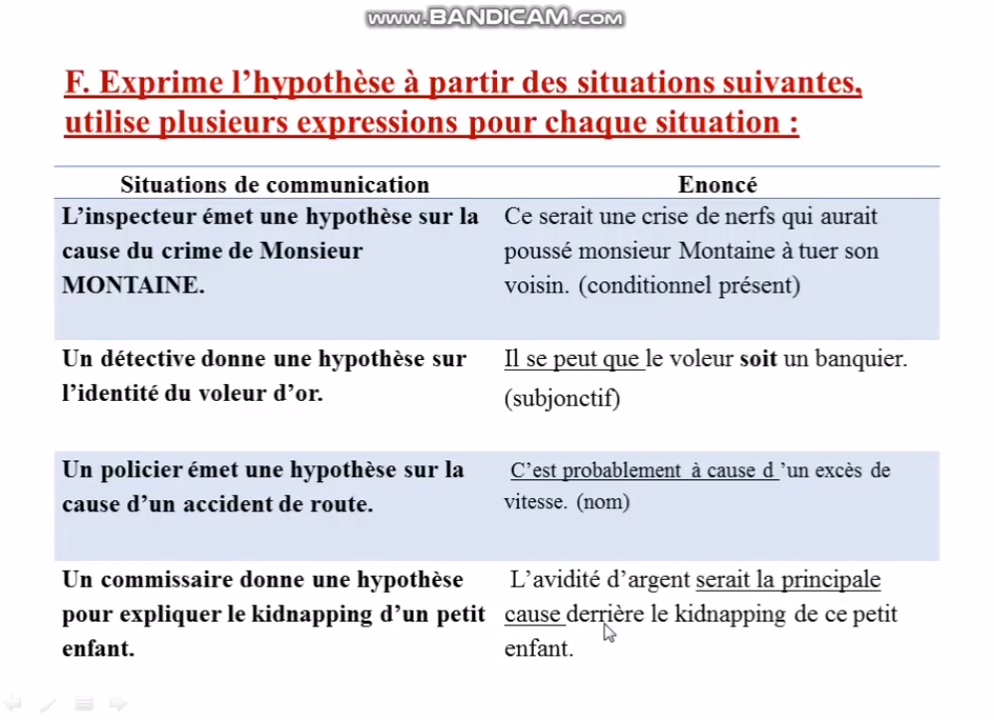 www.BANDICAM.com
F. Exprime l’hypothèse à partir des situations suivantes,
utilise plusieurs expressions pour chaque situation :
Situations de communication
Enoncé
L’inspecteur émet une hypothèse sur la
cause du crime de Monsieur
MONTAINE.
Ce serait une crise de nerfs qui aurait
poussé monsieur Montaine à tuer son
voisin. (conditionnel présent)
Un détective donne une hypothèse sur
l’identité du voleur d’or.
Il se peut que le voleur soit un banquier.
(subjonctif)
Un policier émet une hypothèse sur la
cause d’un accident de route.
C’est probablement à cause d ’un excès de
vitesse. (nom)
Un commissaire donne une hypothèse
pour expliquer le kidnapping d’un petit
enfant.
L’avidité d’argent serait la principale
cause derrière le kidnapping de ce petit
enfant.